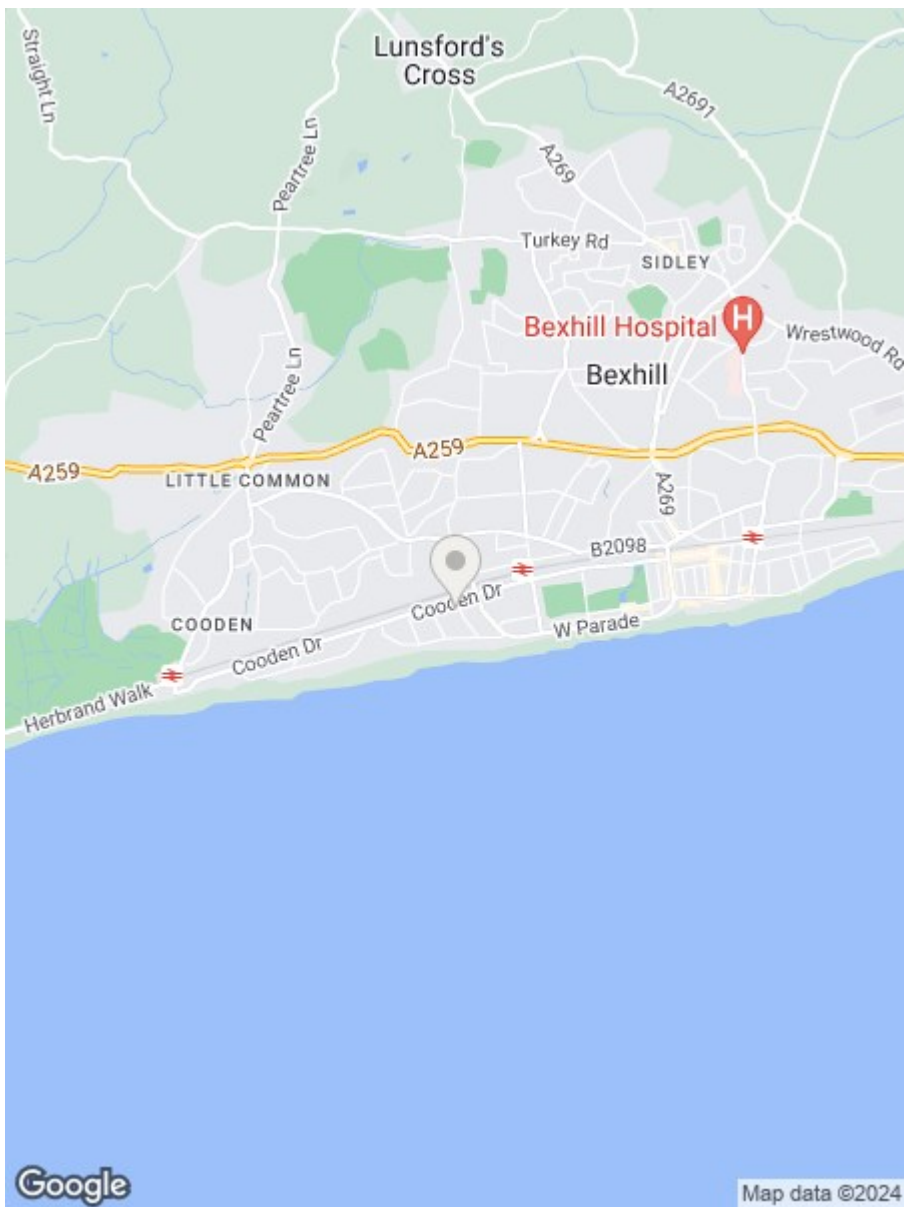 Straight Ln
Lunsford's
Cross
A2691
Peartree Ln
A269
Turkey Rd
SIDLEY
Bexhill Hospital
H
Wrestwood Rd
Bexhill
Peartree Ln
A259
A259
LITTLE COMMON
A269
B2098
Cooden Dr
COODEN
W Parade
Cooden Dr
Herbrand Walk
Google
Map data ©2024